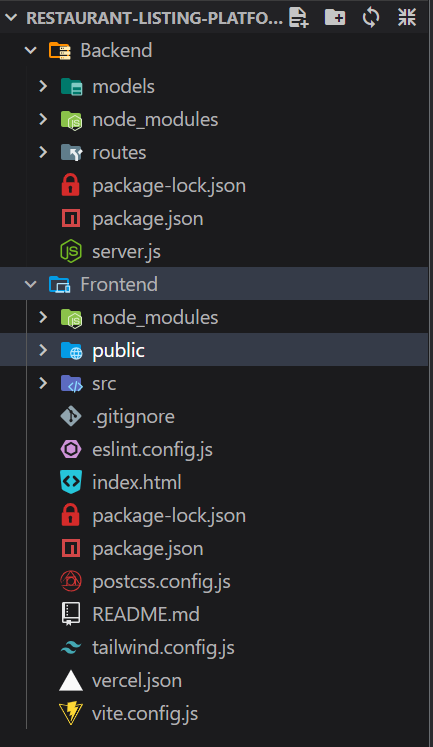 RESTAURANT-LISTING-PLATFO...
Backend
models
node_modules
routes
package-lock.json
package.json
server.js
Frontend
node_modules
public
src
.gitignore
eslint.config.js
index.html
package-lock.json
package.json
postcss.config.js
README.md
tailwind.config.js
vercel.json
vite.config.js